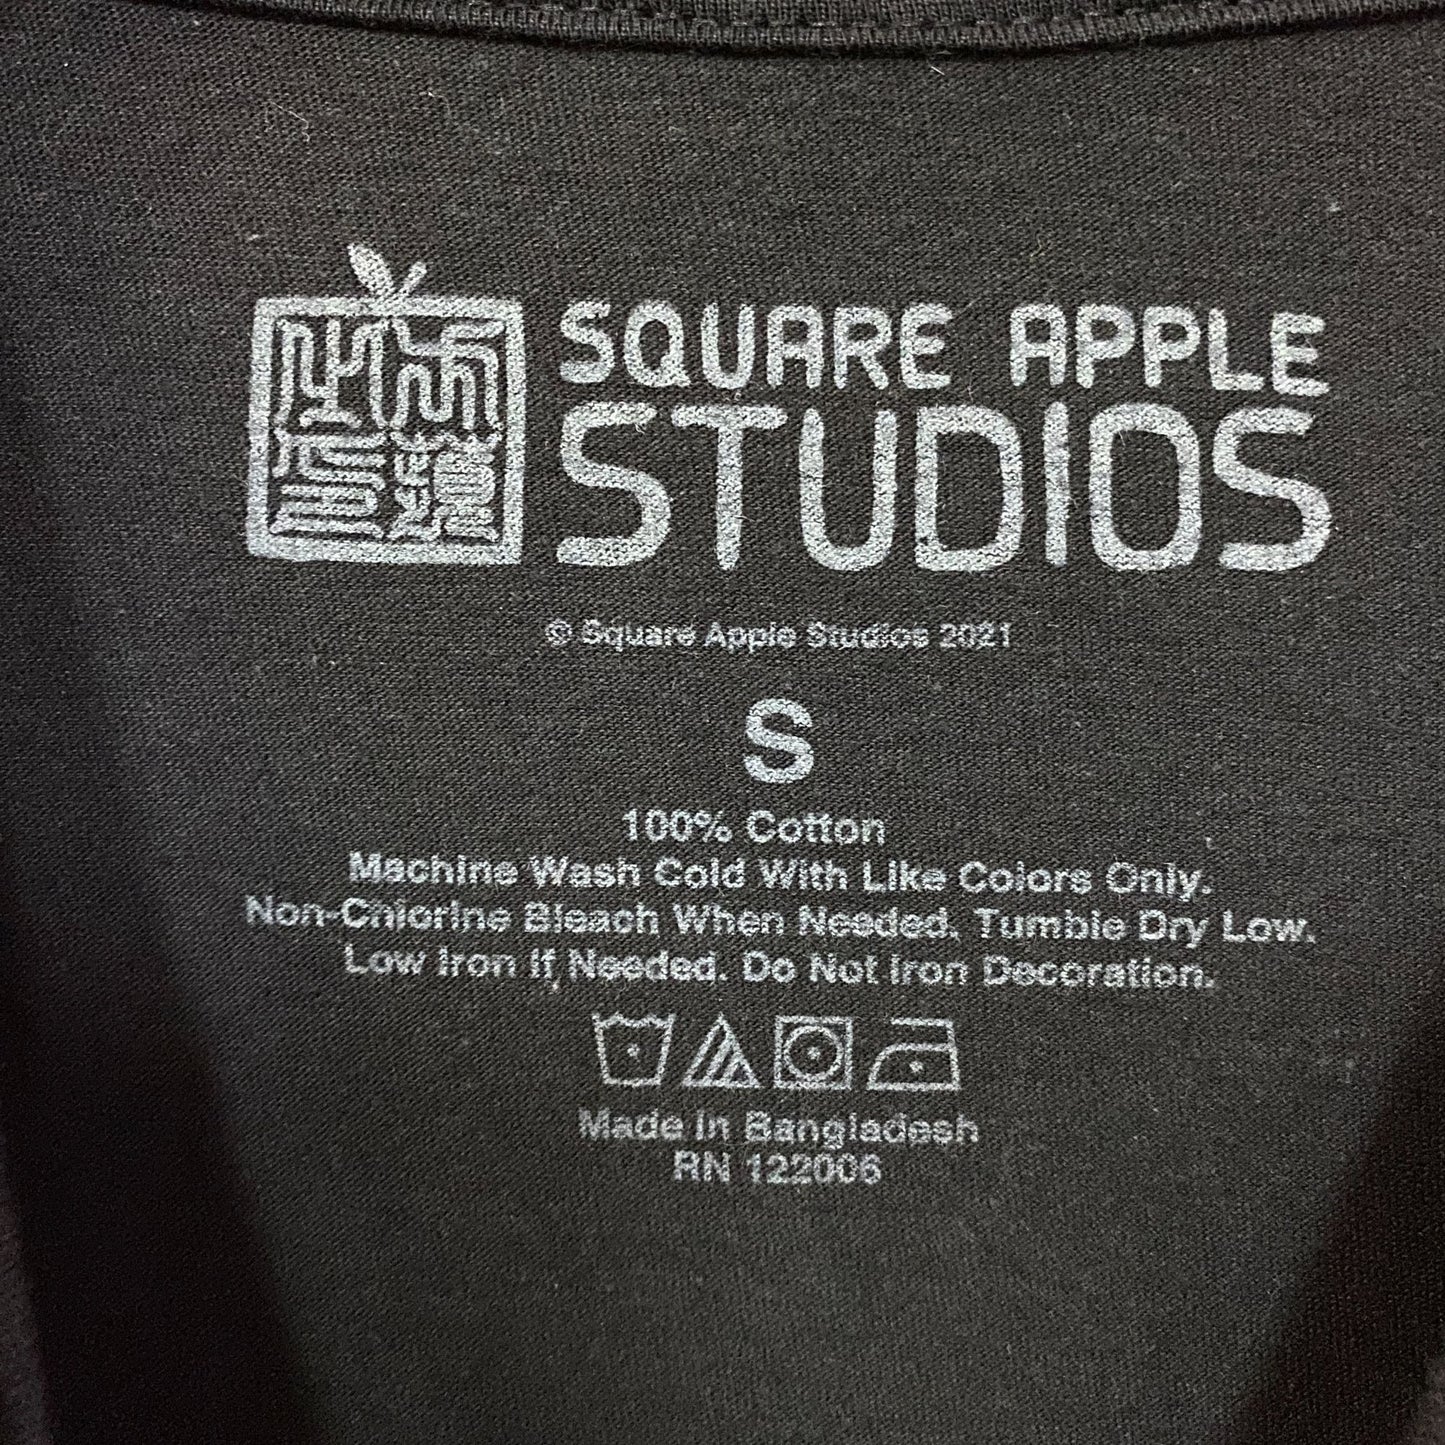 SQUARE APPLE
STUDIOS
© Square Apple Studios 2021
S
100% Cotton
Machine Wash Cold With Like Colors Only.
Non-Chlorine Bleach When Needed. Tumble Dry Low.
Low Iron If Needed. Do Not Iron Decoration.
Made In Bangladesh
RN 122006